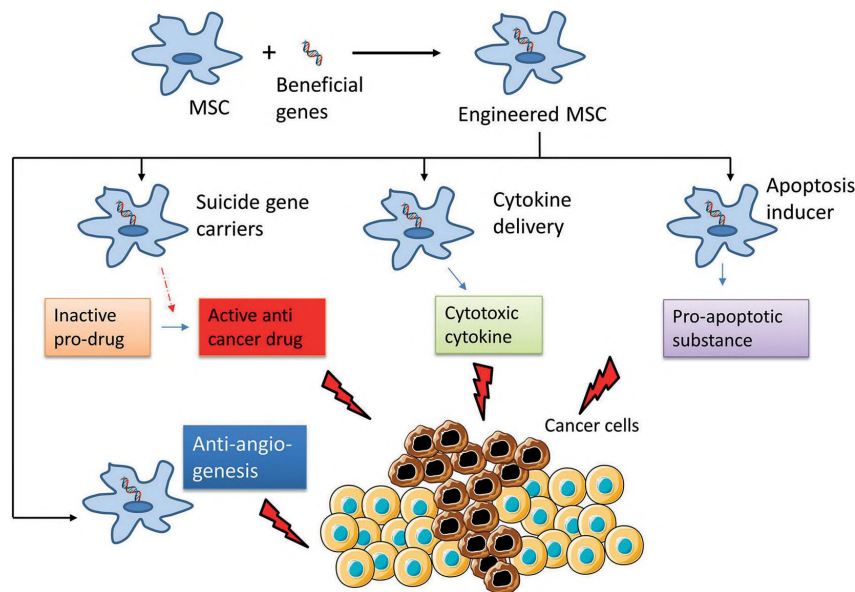 MSC
+
Beneficial
genes
Engineered MSC
Suicide gene
carriers
Cytokine
delivery
Apoptosis
inducer
Inactive
pro-drug
Active anti
cancer drug
Cytotoxic
cytokine
Pro-apoptotic
substance
Cancer cells
Anti-angio-
genesis